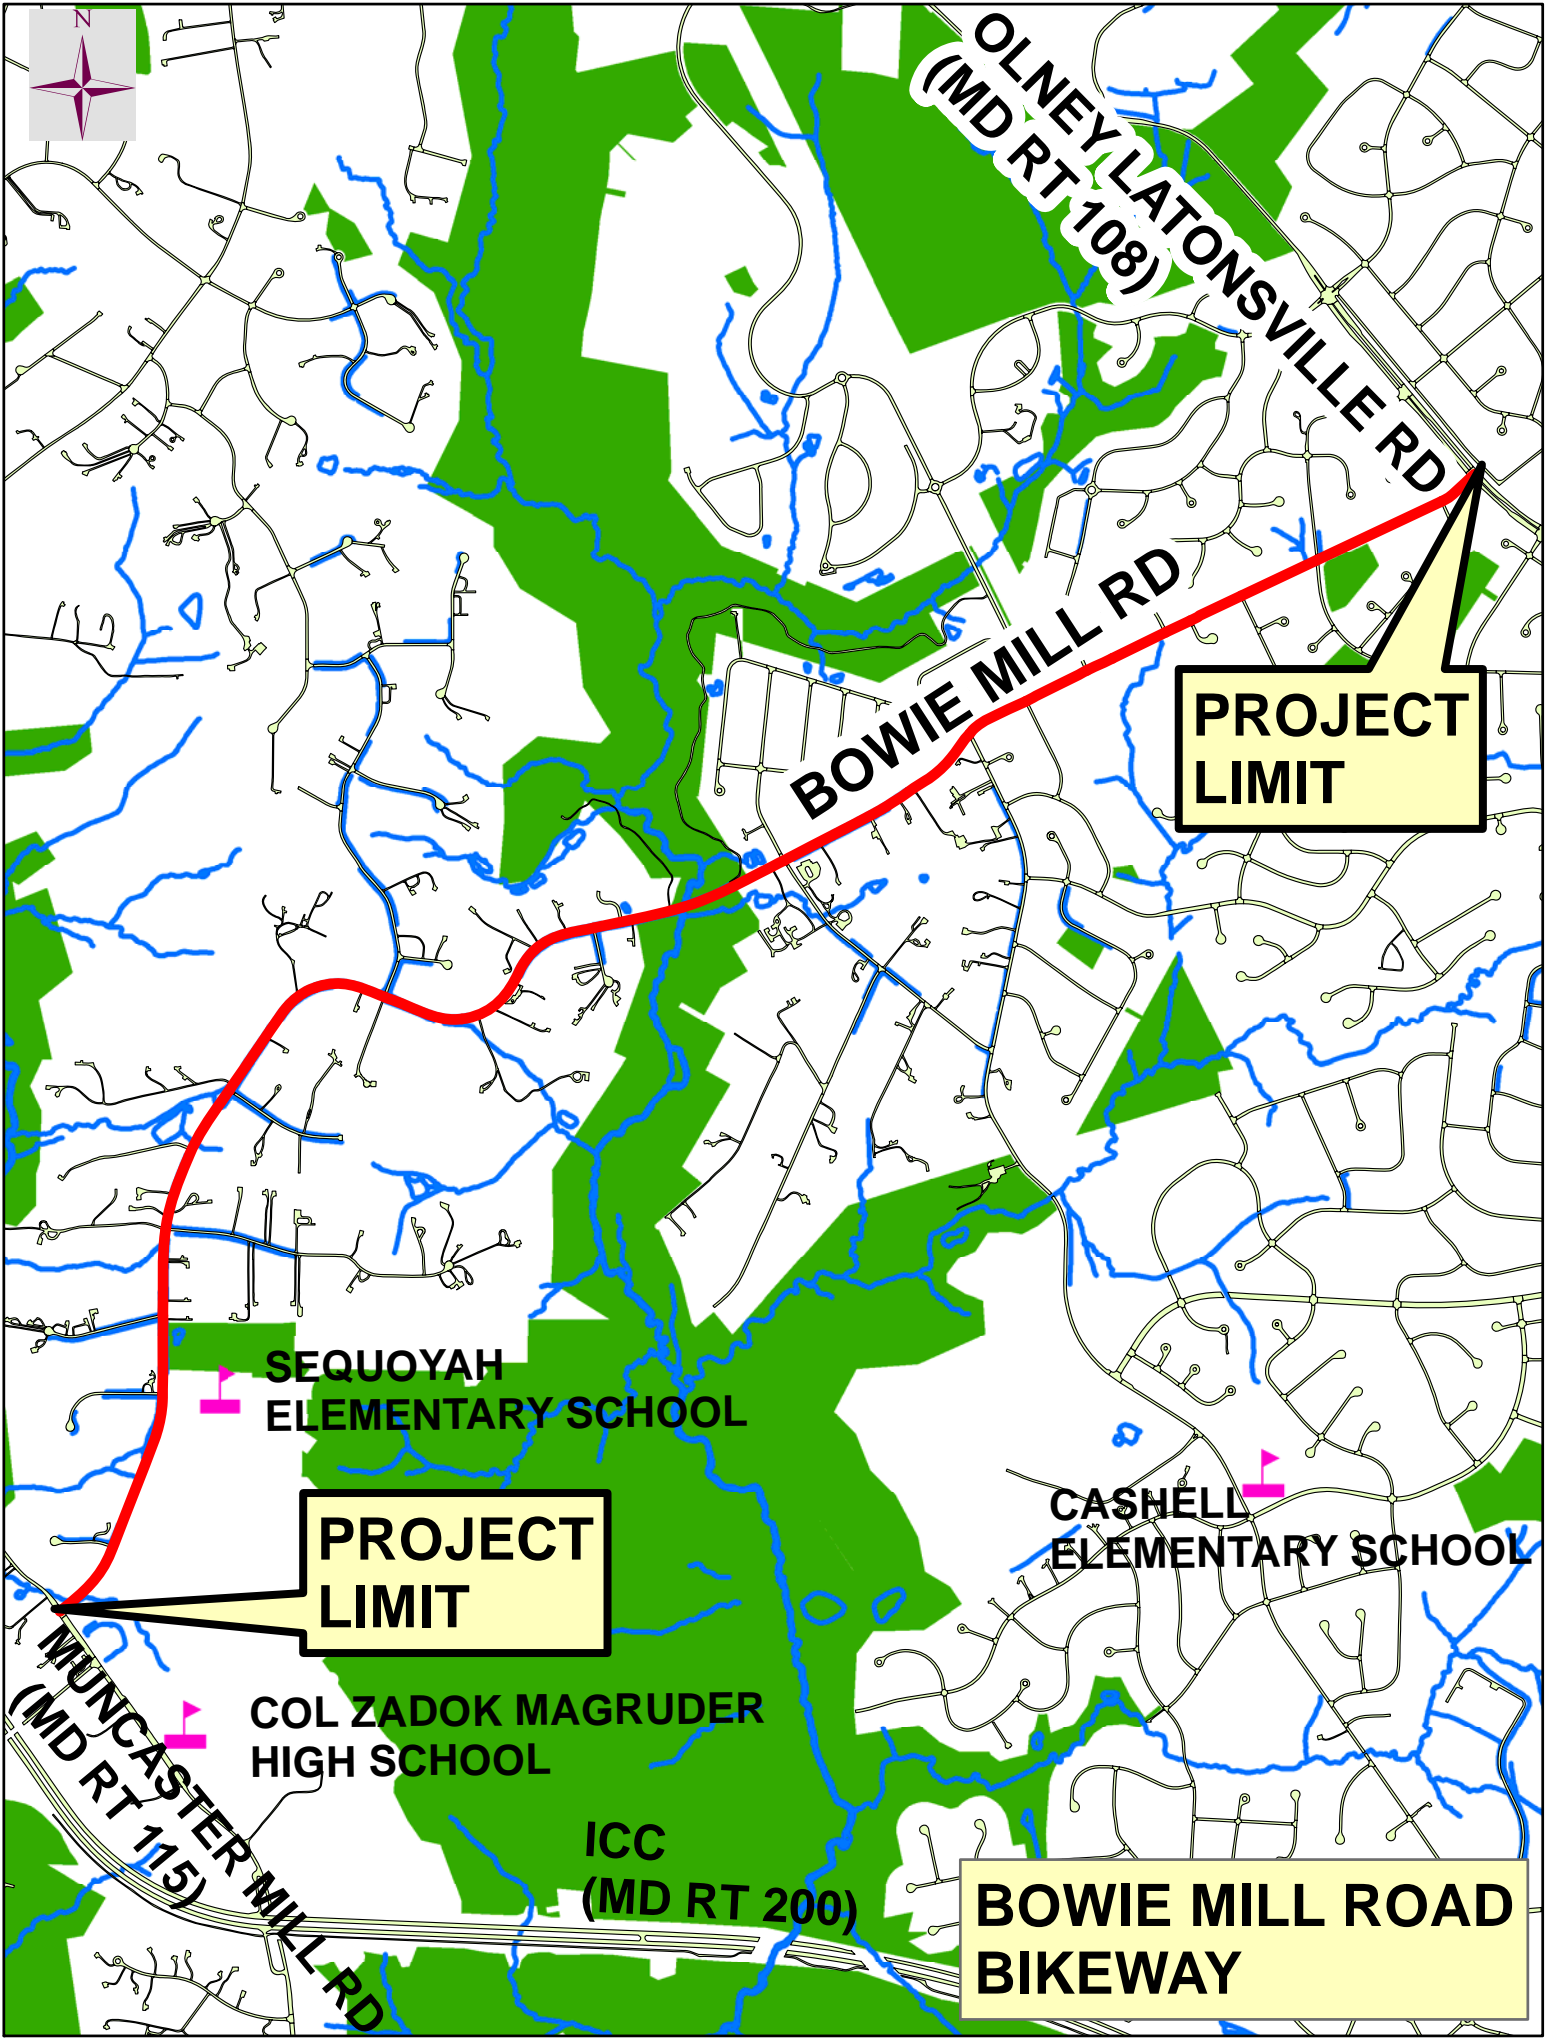 N
OLNEY LATONSVILLE RD
(MD RT 108)
BOWIE MILL RD
PROJECT
LIMIT
SEQUOYAH
ELEMENTARY SCHOOL
CASHELL
ELEMENTARY SCHOOL
PROJECT
LIMIT
MUNCASTER MILL RD
(MD RT 115)
COL ZADOK MAGRUDER
HIGH SCHOOL
ICC
(MD RT 200)
BOWIE MILL ROAD
BIKEWAY